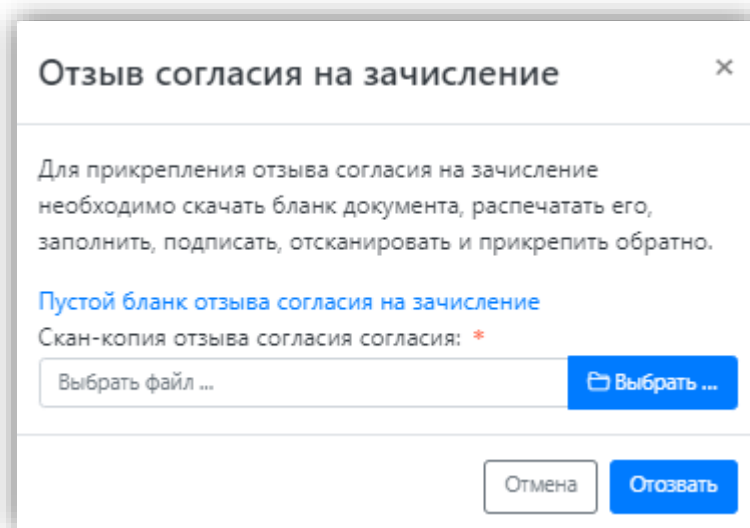 Отзыв согласия на зачисление ×
Для прикрепления отзыва согласия на зачисление
необходимо скачать бланк документа, распечатать его,
заполнить, подписать, отсканировать и прикрепить обратно.
Пустой бланк отзыва согласия на зачисление
Скан-копия отзыва согласия согласия: *
Выбрать файл ... Выбрать ...
Отмена Отозвать